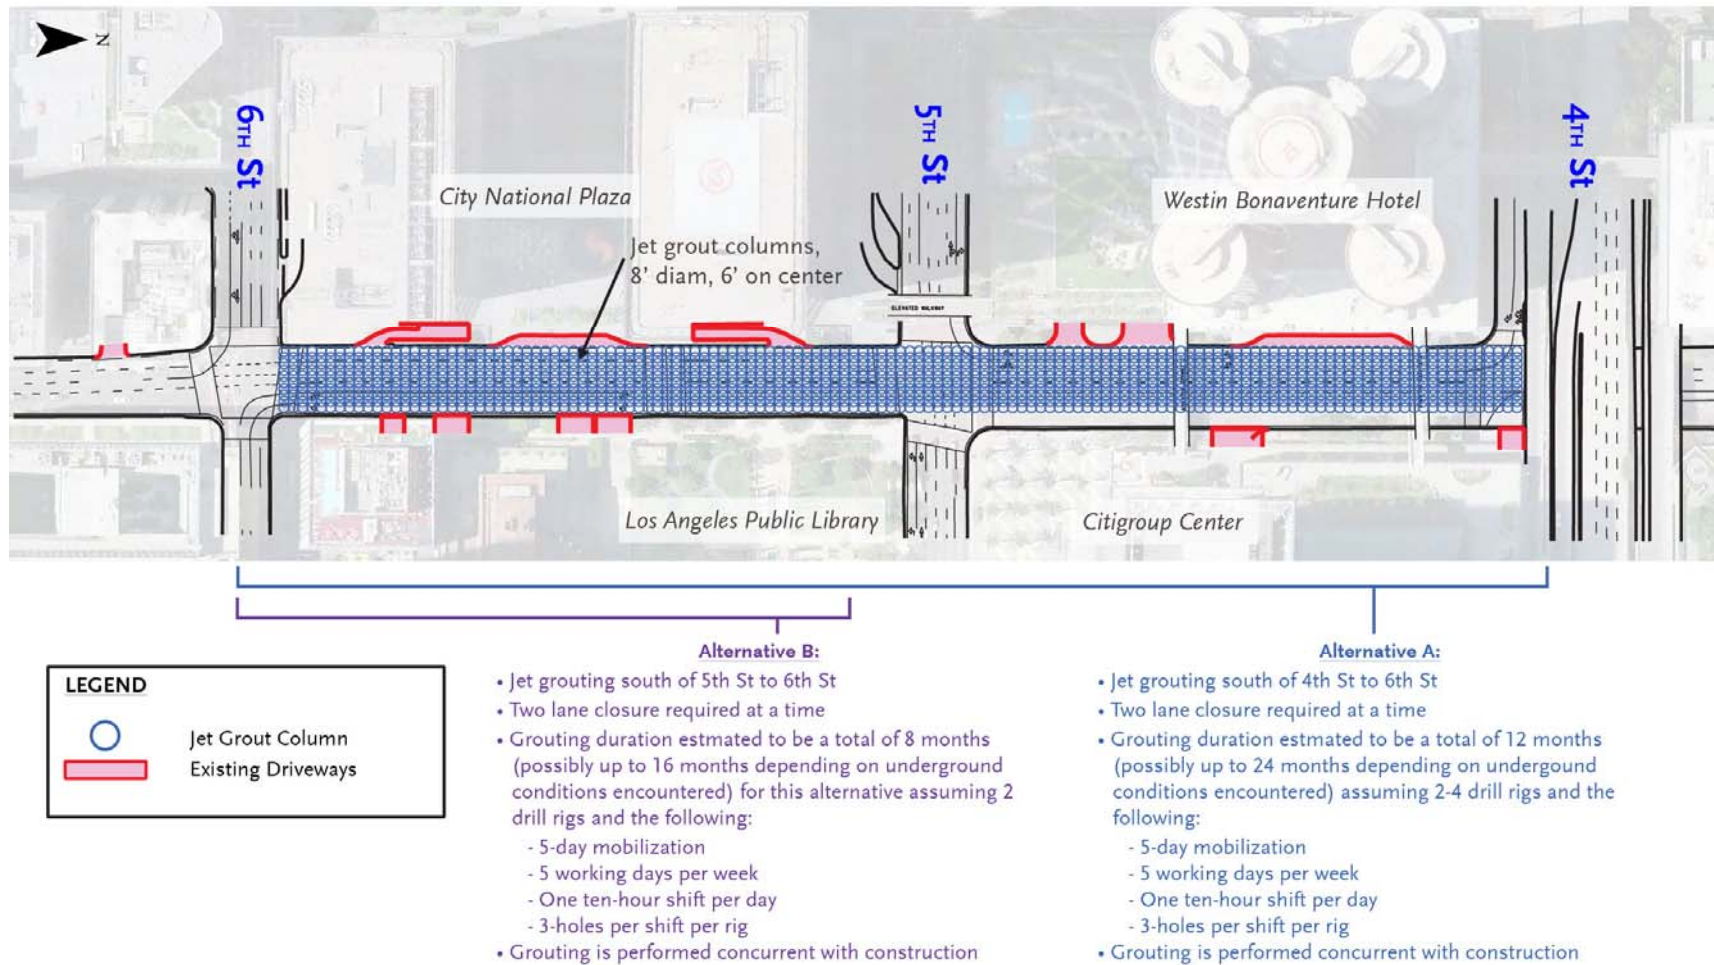 N
6TH St
5TH St
4TH St
City National Plaza
Westin Bonaventure Hotel
Jet grout columns,
8' diam, 6' on center
ELEVATED WALKWAY
Los Angeles Public Library
Citigroup Center
LEGEND
Jet Grout Column
Existing Driveways
Alternative B:
• Jet grouting south of 5th St to 6th St
• Two lane closure required at a time
• Grouting duration estmated to be a total of 8 months
(possibly up to 16 months depending on underground
conditions encountered) for this alternative assuming 2
drill rigs and the following:
- 5-day mobilization
- 5 working days per week
- One ten-hour shift per day
- 3-holes per shift per rig
• Grouting is performed concurrent with construction
Alternative A:
• Jet grouting south of 4th St to 6th St
• Two lane closure required at a time
• Grouting duration estmated to be a total of 12 months
(possibly up to 24 months depending on undergound
conditions encountered) assuming 2-4 drill rigs and the
following:
- 5-day mobilization
- 5 working days per week
- One ten-hour shift per day
- 3-holes per shift per rig
• Grouting is performed concurrent with construction